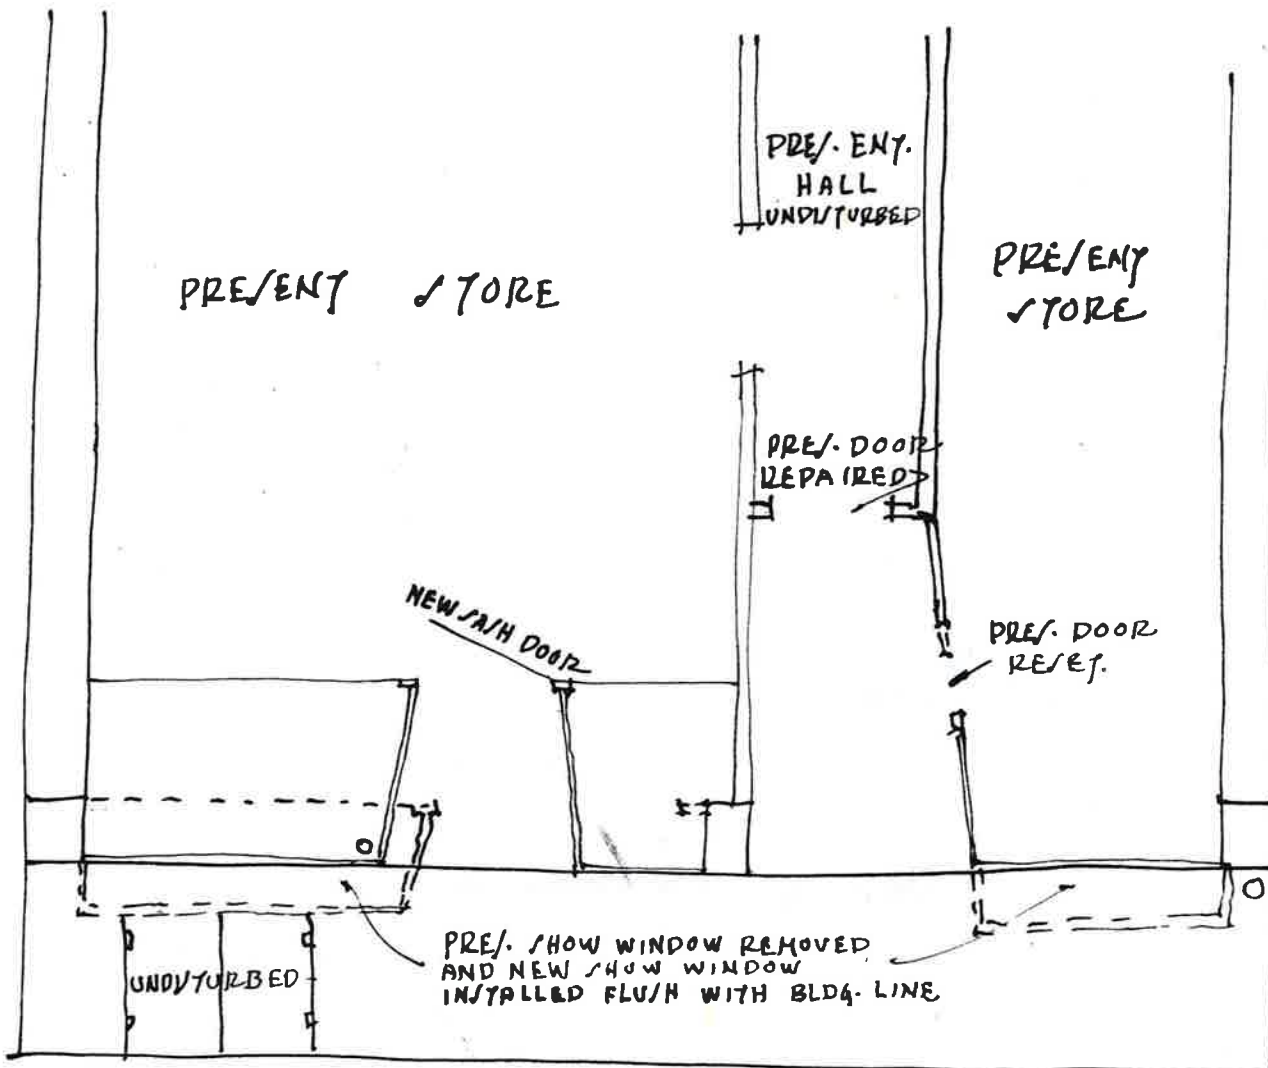 PRES. ENT.
HALL
UNDISTURBED
PRESENT STORE
PRESENT
STORE
PRES. DOOR
REPAIRED
NEW SASH DOOR
PRES. DOOR
RESET.
PRES. SHOW WINDOW REMOVED
AND NEW SHOW WINDOW
INSTALLED FLUSH WITH BLDG. LINE
UNDISTURBED